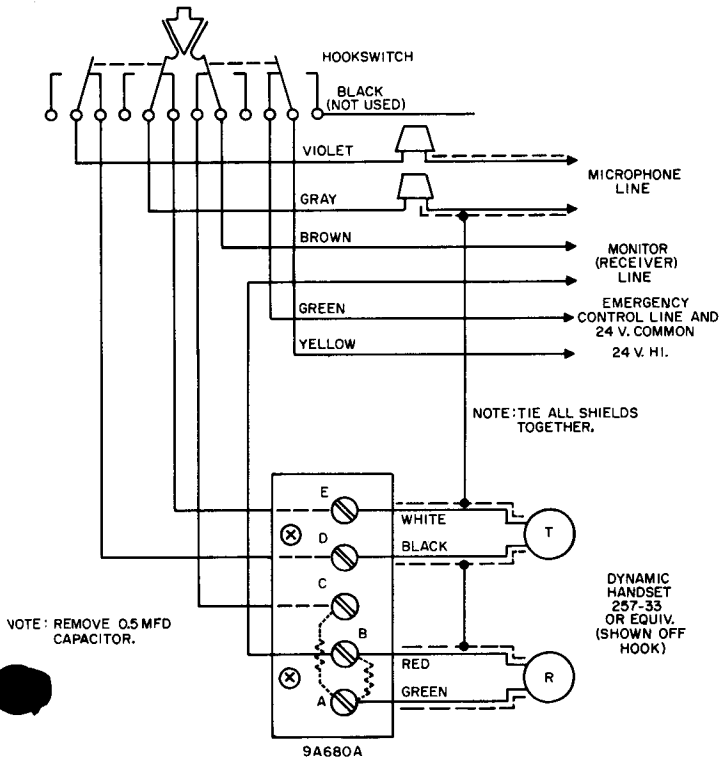 HOOKSWITCH
BLACK
(NOT USED)
VIOLET
MICROPHONE
LINE
GRAY
BROWN
MONITOR
(RECEIVER)
LINE
GREEN
EMERGENCY
CONTROL LINE AND
24 V. COMMON
YELLOW
24 V. HI.
NOTE: TIE ALL SHIELDS
TOGETHER.
E
WHITE
T
D
BLACK
C
DYNAMIC
HANDSET
257-33
OR EQUIV.
(SHOWN OFF
HOOK)
NOTE: REMOVE 0.5 MFD
CAPACITOR.
B
RED
R
A
GREEN
9A680A